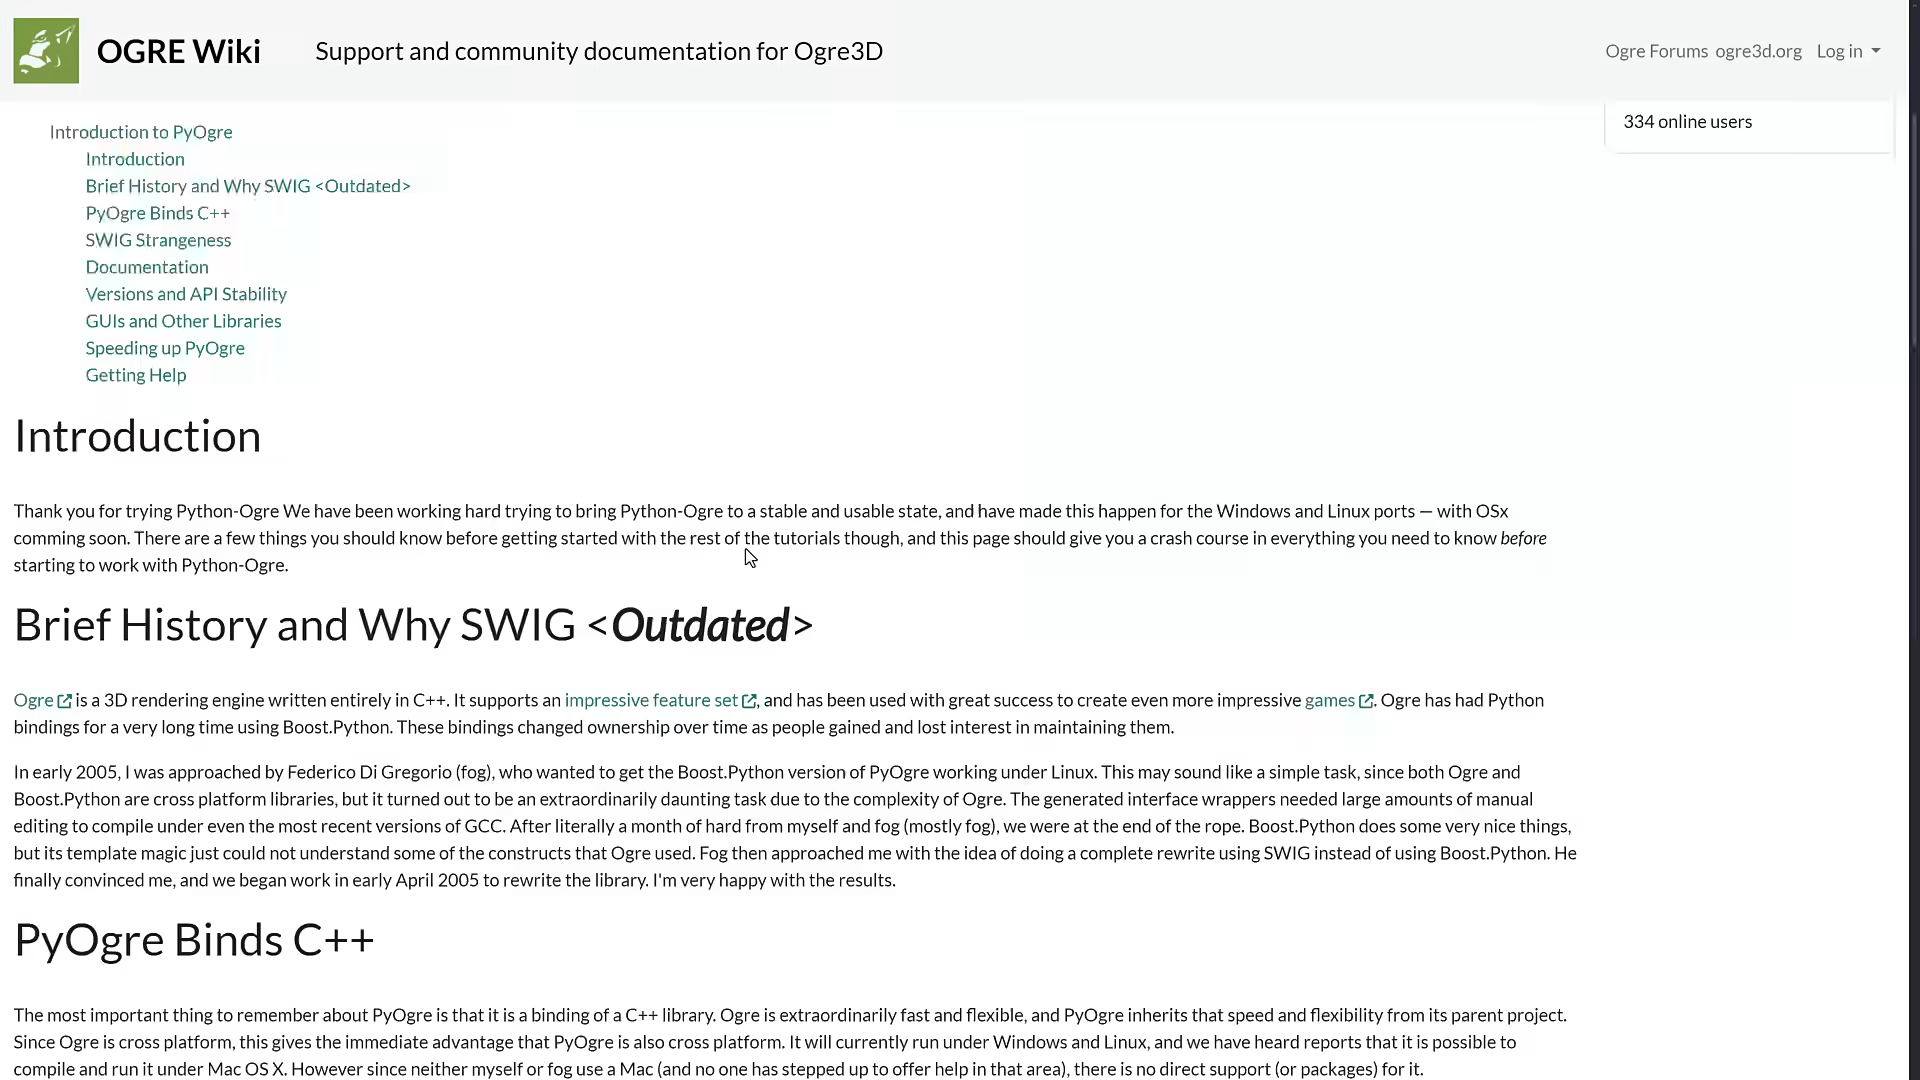 OGRE Wiki
Support and community documentation for Ogre3D
Ogre Forums ogre3d.org Log in
334 online users
Introduction to PyOgre
Introduction
Brief History and Why SWIG <Outdated>
PyOgre Binds C++
SWIG Strangeness
Documentation
Versions and API Stability
GUIs and Other Libraries
Speeding up PyOgre
Getting Help
Introduction
Thank you for trying Python-Ogre We have been working hard trying to bring Python-Ogre to a stable and usable state, and have made this happen for the Windows and Linux ports — with OSx
comming soon. There are a few things you should know before getting started with the rest of the tutorials though, and this page should give you a crash course in everything you need to know before
starting to work with Python-Ogre.
Brief History and Why SWIG <Outdated>
Ogre is a 3D rendering engine written entirely in C++. It supports an impressive feature set, and has been used with great success to create even more impressive games. Ogre has had Python
bindings for a very long time using Boost.Python. These bindings changed ownership over time as people gained and lost interest in maintaining them.
In early 2005, I was approached by Federico Di Gregorio (fog), who wanted to get the Boost.Python version of PyOgre working under Linux. This may sound like a simple task, since both Ogre and
Boost.Python are cross platform libraries, but it turned out to be an extraordinarily daunting task due to the complexity of Ogre. The generated interface wrappers needed large amounts of manual
editing to compile under even the most recent versions of GCC. After literally a month of hard from myself and fog (mostly fog), we were at the end of the rope. Boost.Python does some very nice things,
but its template magic just could not understand some of the constructs that Ogre used. Fog then approached me with the idea of doing a complete rewrite using SWIG instead of using Boost.Python. He
finally convinced me, and we began work in early April 2005 to rewrite the library. I'm very happy with the results.
PyOgre Binds C++
The most important thing to remember about PyOgre is that it is a binding of a C++ library. Ogre is extraordinarily fast and flexible, and PyOgre inherits that speed and flexibility from its parent project.
Since Ogre is cross platform, this gives the immediate advantage that PyOgre is also cross platform. It will currently run under Windows and Linux, and we have heard reports that it is possible to
compile and run it under Mac OS X. However since neither myself or fog use a Mac (and no one has stepped up to offer help in that area), there is no direct support (or packages) for it.